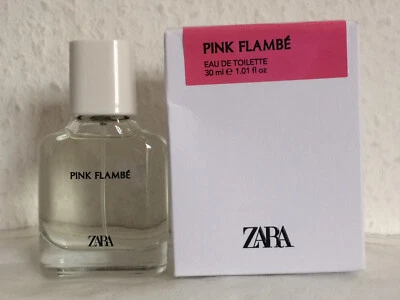 PINK FLAMBÉ
ZARA
PINK FLAMBÉ
EAU DE TOILETTE
30 ml ℮ 1.01 fl oz
ZARA